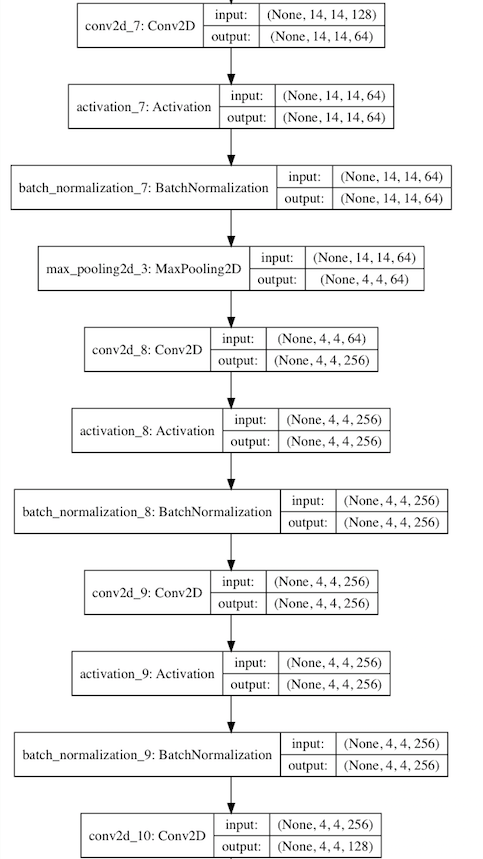 conv2d_7: Conv2D
input: (None, 14, 14, 128)
output: (None, 14, 14, 64)
activation_7: Activation
input: (None, 14, 14, 64)
output: (None, 14, 14, 64)
batch_normalization_7: BatchNormalization
input: (None, 14, 14, 64)
output: (None, 14, 14, 64)
max_pooling2d_3: MaxPooling2D
input: (None, 14, 14, 64)
output: (None, 4, 4, 64)
conv2d_8: Conv2D
input: (None, 4, 4, 64)
output: (None, 4, 4, 256)
activation_8: Activation
input: (None, 4, 4, 256)
output: (None, 4, 4, 256)
batch_normalization_8: BatchNormalization
input: (None, 4, 4, 256)
output: (None, 4, 4, 256)
conv2d_9: Conv2D
input: (None, 4, 4, 256)
output: (None, 4, 4, 256)
activation_9: Activation
input: (None, 4, 4, 256)
output: (None, 4, 4, 256)
batch_normalization_9: BatchNormalization
input: (None, 4, 4, 256)
output: (None, 4, 4, 256)
conv2d_10: Conv2D
input: (None, 4, 4, 256)
output: (None, 4, 4, 128)